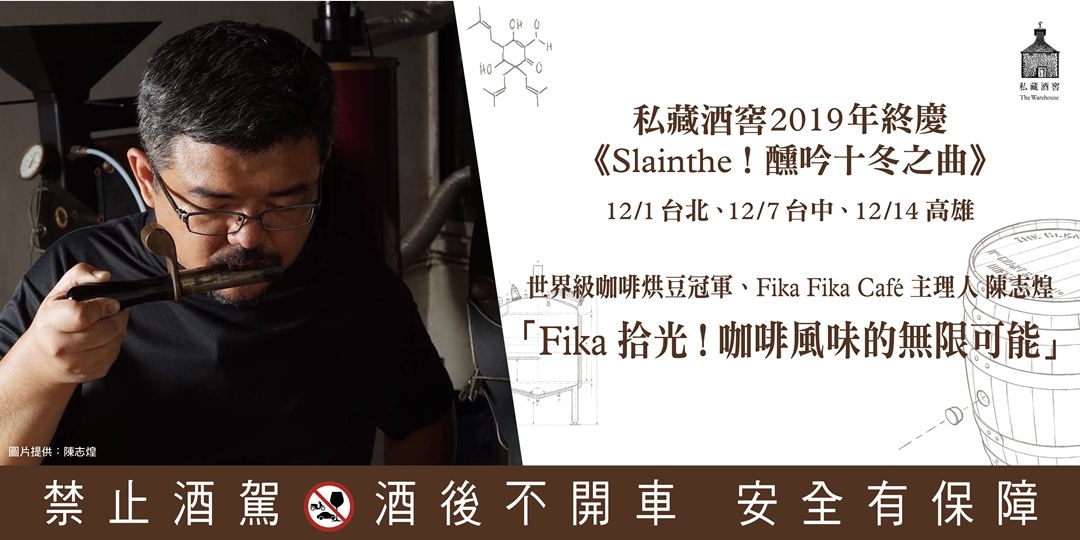 OH
O
H
HO
O
私藏酒窖
The Warehouse
私藏酒窖2019年終慶
《Slainthe！醺吟十冬之曲》
12/1 台北、12/7 台中、12/14 高雄
世界級咖啡烘豆冠軍、Fika Fika Café 主理人 陳志煌
「Fika 拾光！咖啡風味的無限可能」
圖片提供：陳志煌
禁止酒駕 酒後不開車 安全有保障